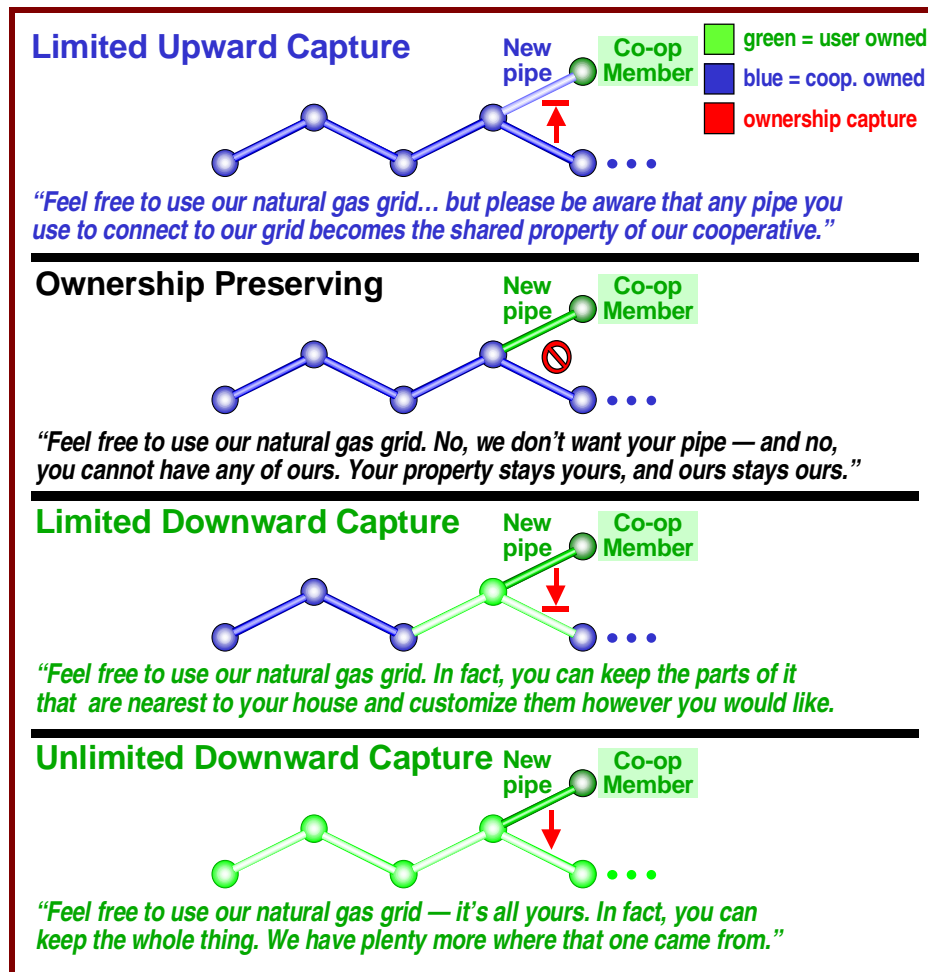 Limited Upward Capture
New
pipe
Co-op
Member
green = user owned
blue = coop. owned
ownership capture
“Feel free to use our natural gas grid… but please be aware that any pipe you
use to connect to our grid becomes the shared property of our cooperative.”
Ownership Preserving
New
pipe
Co-op
Member
“Feel free to use our natural gas grid. No, we don’t want your pipe — and no,
you cannot have any of ours. Your property stays yours, and ours stays ours.”
Limited Downward Capture
New
pipe
Co-op
Member
“Feel free to use our natural gas grid. In fact, you can keep the parts of it
that are nearest to your house and customize them however you would like.
Unlimited Downward Capture
New
pipe
Co-op
Member
“Feel free to use our natural gas grid — it’s all yours. In fact, you can
keep the whole thing. We have plenty more where that one came from.”